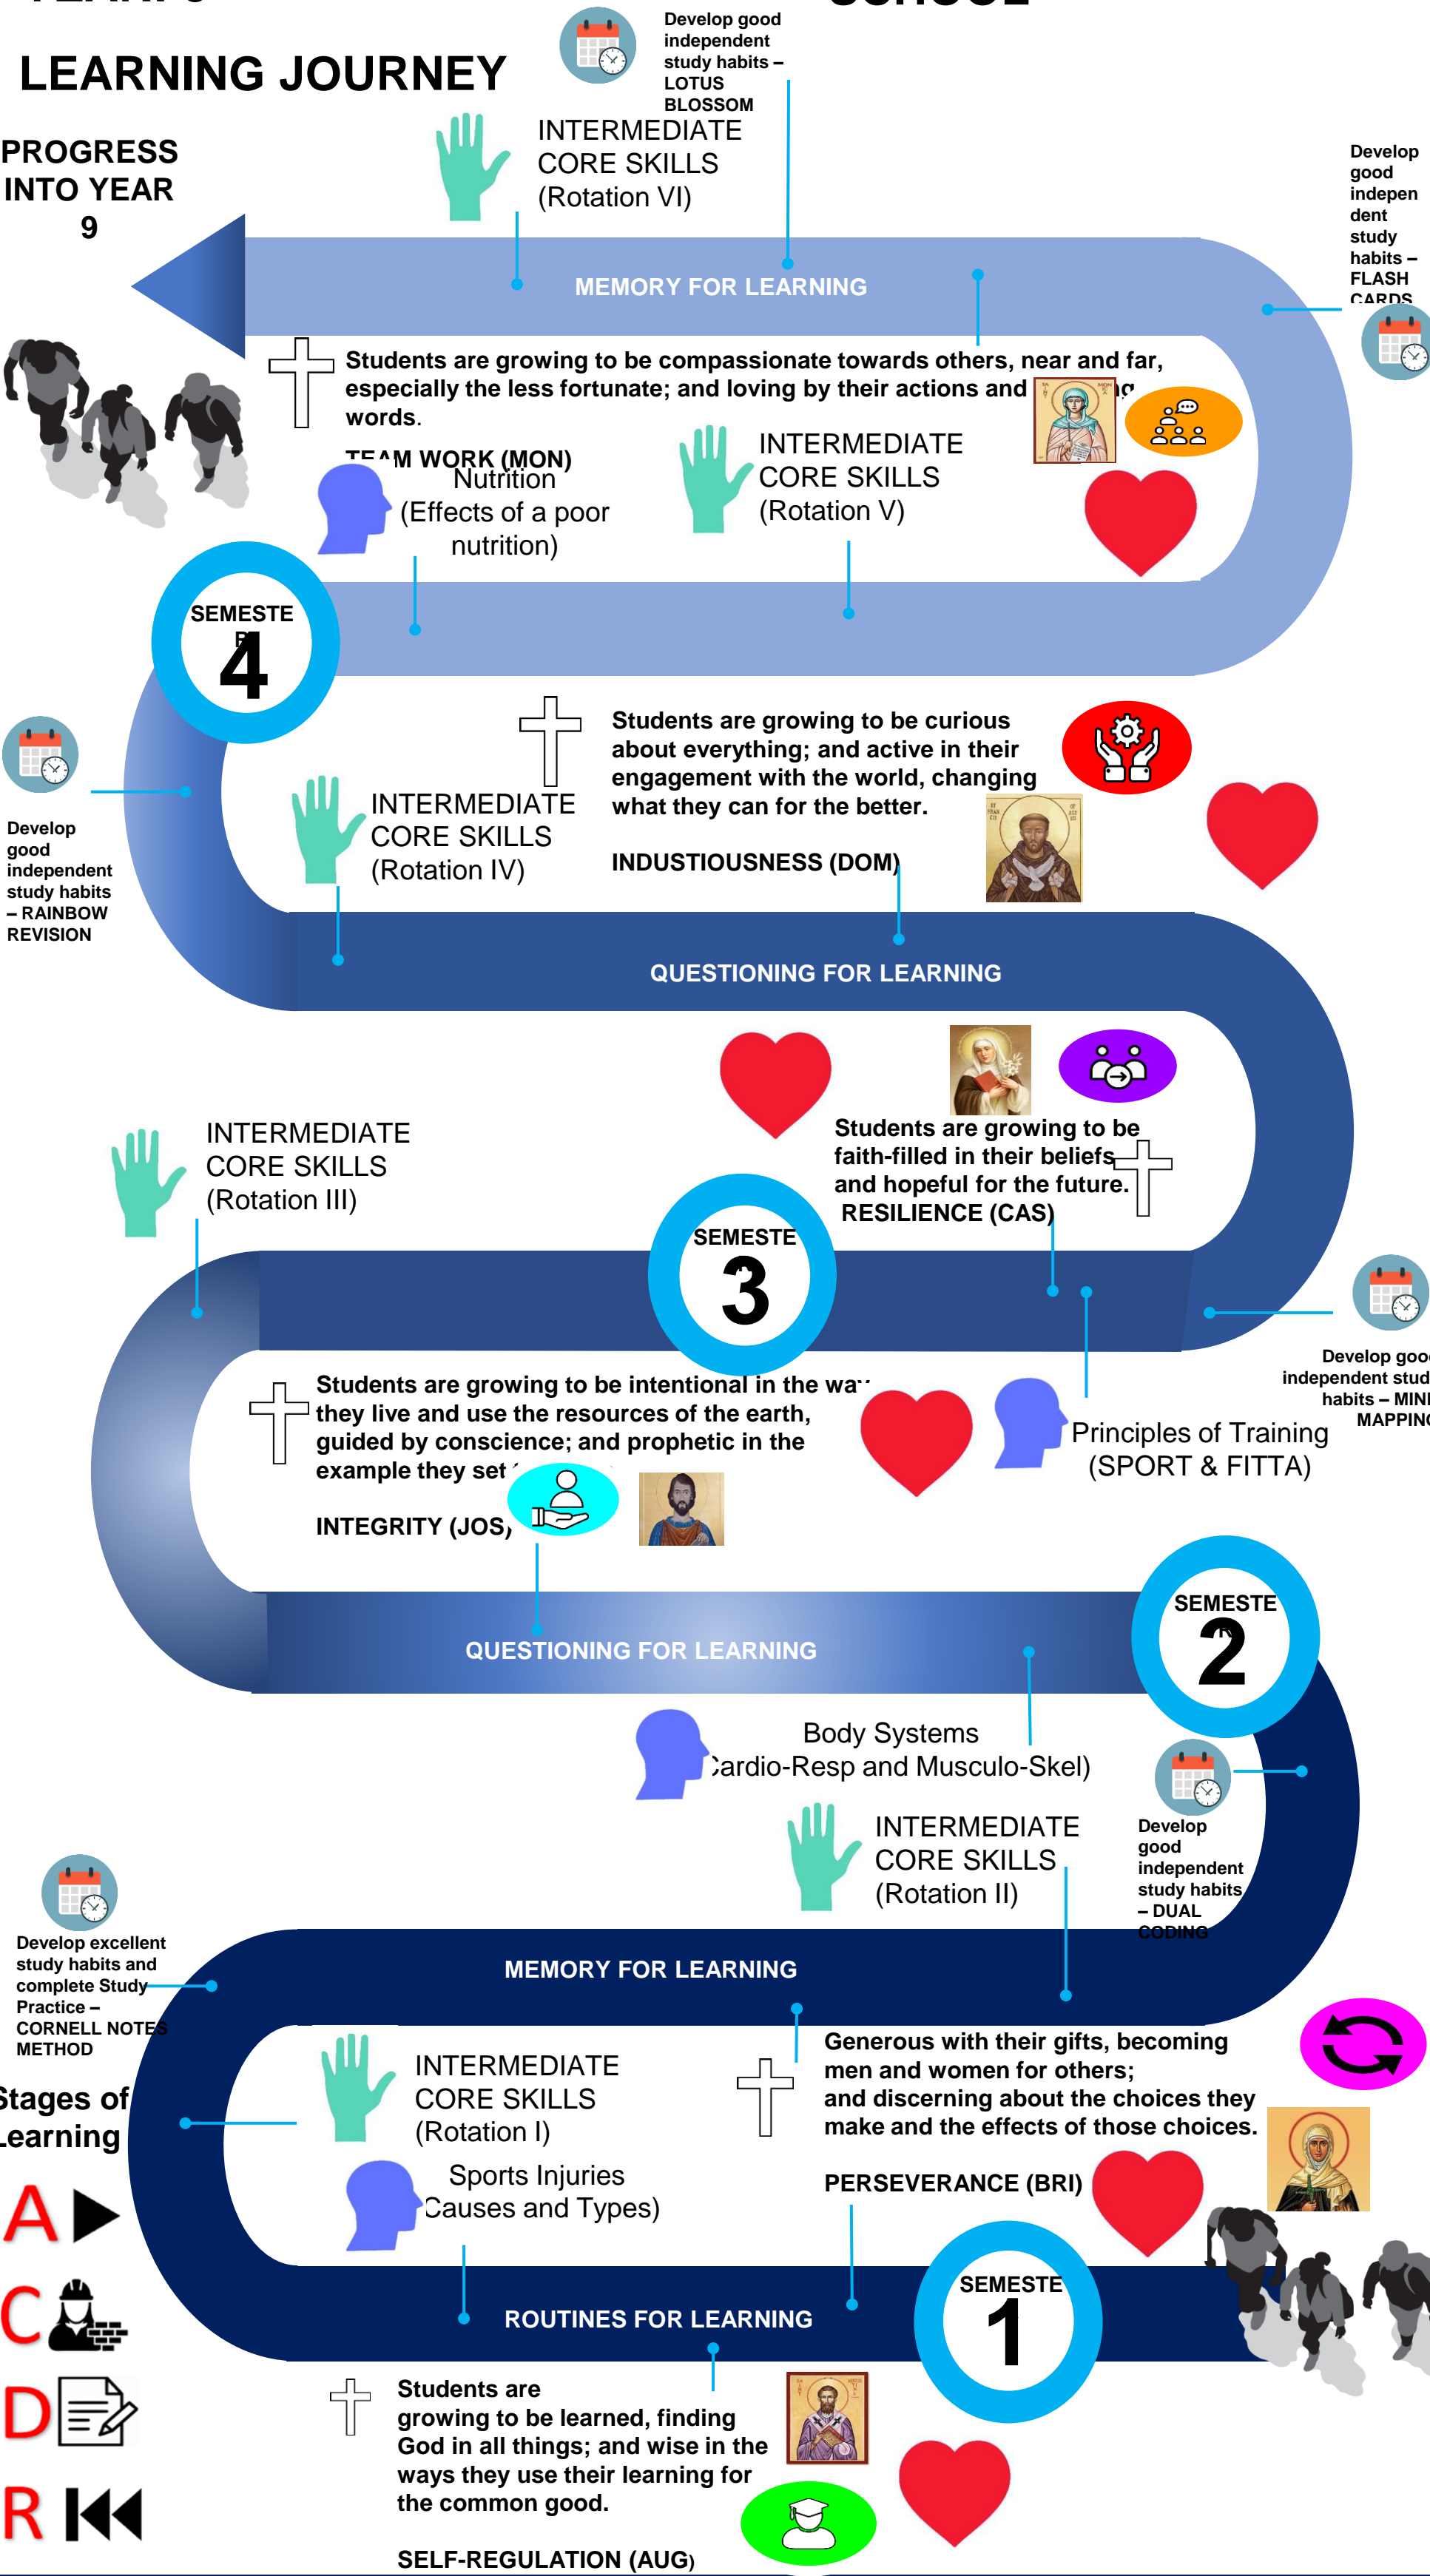 LEARNING JOURNEY
Develop good
independent
study habits –
LOTUS
BLOSSOM
INTERMEDIATE
CORE SKILLS
(Rotation VI)
PROGRESS
INTO YEAR
9
Develop
good
indepen
dent
study
habits –
FLASH
CARDS
MEMORY FOR LEARNING
Students are growing to be compassionate towards others, near and far,
especially the less fortunate; and loving by their actions and
words.
TEAM WORK (MON)
Nutrition
(Effects of a poor
nutrition)
INTERMEDIATE
CORE SKILLS
(Rotation V)
SEMESTE
R
4
Students are growing to be curious
about everything; and active in their
engagement with the world, changing
what they can for the better.
INDUSTIOUSNESS (DOM)
INTERMEDIATE
CORE SKILLS
(Rotation IV)
Develop
good
independent
study habits
– RAINBOW
REVISION
QUESTIONING FOR LEARNING
Students are growing to be
faith-filled in their beliefs
and hopeful for the future.
RESILIENCE (CAS)
INTERMEDIATE
CORE SKILLS
(Rotation III)
SEMESTE
3
Develop goo
independent stud
habits – MIN
MAPPING
Students are growing to be intentional in the way
they live and use the resources of the earth,
guided by conscience; and prophetic in the
example they set
INTEGRITY (JOS)
Principles of Training
(SPORT & FITTA)
SEMESTE
R
2
QUESTIONING FOR LEARNING
Body Systems
Cardio-Resp and Musculo-Skel)
INTERMEDIATE
CORE SKILLS
(Rotation II)
Develop
good
independent
study habits
– DUAL
CODING
Develop excellent
study habits and
complete Study
Practice –
CORNELL NOTES
METHOD
MEMORY FOR LEARNING
Stages of
Learning
INTERMEDIATE
CORE SKILLS
(Rotation I)
Generous with their gifts, becoming
men and women for others;
and discerning about the choices they
make and the effects of those choices.
PERSEVERANCE (BRI)
Sports Injuries
Causes and Types)
A
C
D
R
SEMESTE
1
ROUTINES FOR LEARNING
Students are
growing to be learned, finding
God in all things; and wise in the
ways they use their learning for
the common good.
SELF-REGULATION (AUG)